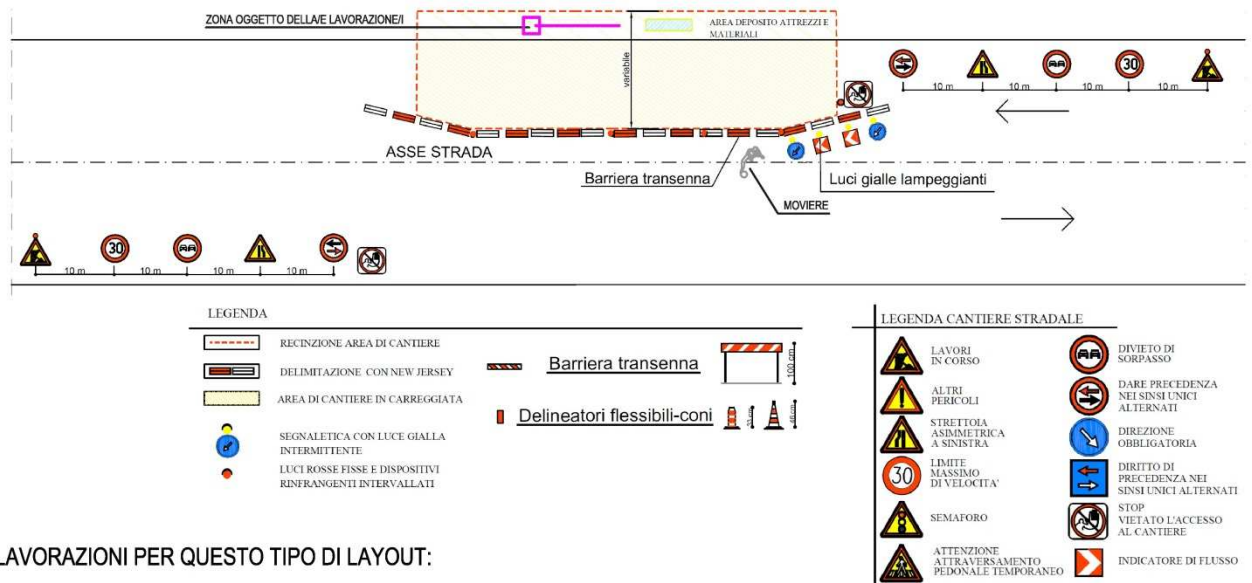 ZONA OGGETTO DELLA/E LAVORAZIONE/I
AREA DEPOSITO ATTREZZI E
MATERIALI
variabile
30
10 m
10 m
10 m
10 m
ASSE STRADA
Barriera transenna
Luci gialle lampeggianti
MOVIERE
30
10 m
10 m
10 m
10 m
LEGENDA
RECINZIONE AREA DI CANTIERE
DELIMITAZIONE CON NEW JERSEY
AREA DI CANTIERE IN CARREGGIATA
SEGNALETICA CON LUCE GIALLA
INTERMITTENTE
LUCI ROSSE FISSE E DISPOSITIVI
RINFRANGENTI INTERVALLATI
Barriera transenna
100 cm
Delineatori flessibili-coni
LEGENDA CANTIERE STRADALE
LAVORI
IN CORSO
ALTRI
PERICOLI
STRETTOIA
ASIMMETRICA
A SINISTRA
30
LIMITE
MASSIMO
DI VELOCITA'
SEMAFORO
ATTENZIONE
ATTRAVERSAMENTO
PEDONALE TEMPORANEO
DIVIETO DI
SORPASSO
DARE PRECEDENZA
NEI SINSI UNICI
ALTERNATI
DIREZIONE
OBBLIGATORIA
DIRITTO DI
PRECEDENZA NEI
SINSI UNICI ALTERNATI
STOP
VIETATO L'ACCESSO
AL CANTIERE
INDICATORE DI FLUSSO
LAVORAZIONI PER QUESTO TIPO DI LAYOUT: